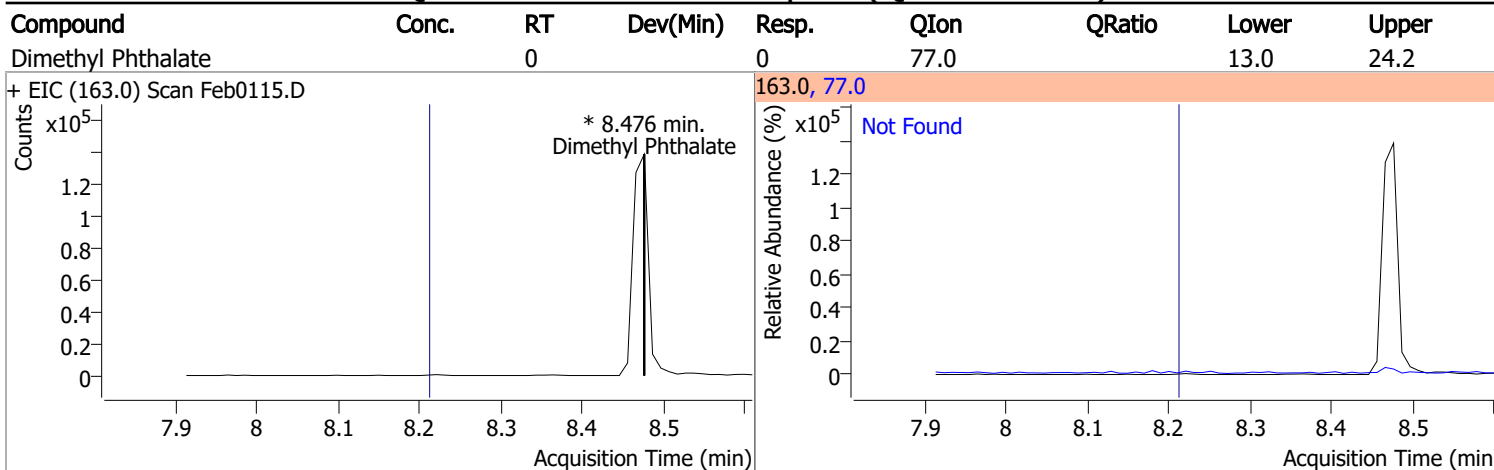 Compound Conc. RT Dev(Min) Resp. QIon QRatio Lower Upper
Dimethyl Phthalate 0 0 77.0 13.0 24.2
+ EIC (163.0) Scan Feb0115.D
Counts
x10^5
* 8.476 min.
Dimethyl Phthalate
1.2
1
0.8
0.6
0.4
0.2
0
7.9 8 8.1 8.2 8.3 8.4 8.5
Acquisition Time (min)
163.0, 77.0
Relative Abundance (%)
x10^5
Not Found
1.2
1
0.8
0.6
0.4
0.2
0
7.9 8 8.1 8.2 8.3 8.4 8.5
Acquisition Time (min